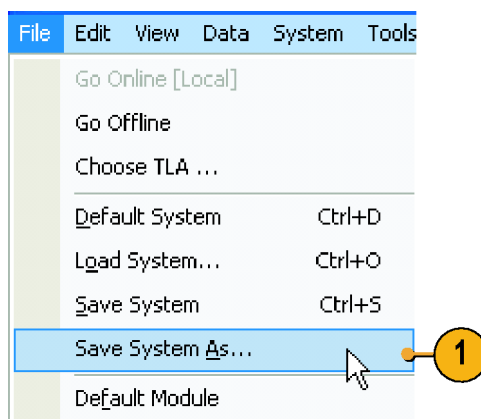 File Edit View Data System Tools
Go Online [Local]
Go Offline
Choose TLA ...
Default System Ctrl+D
Load System... Ctrl+O
Save System Ctrl+S
Save System As...
1
Default Module